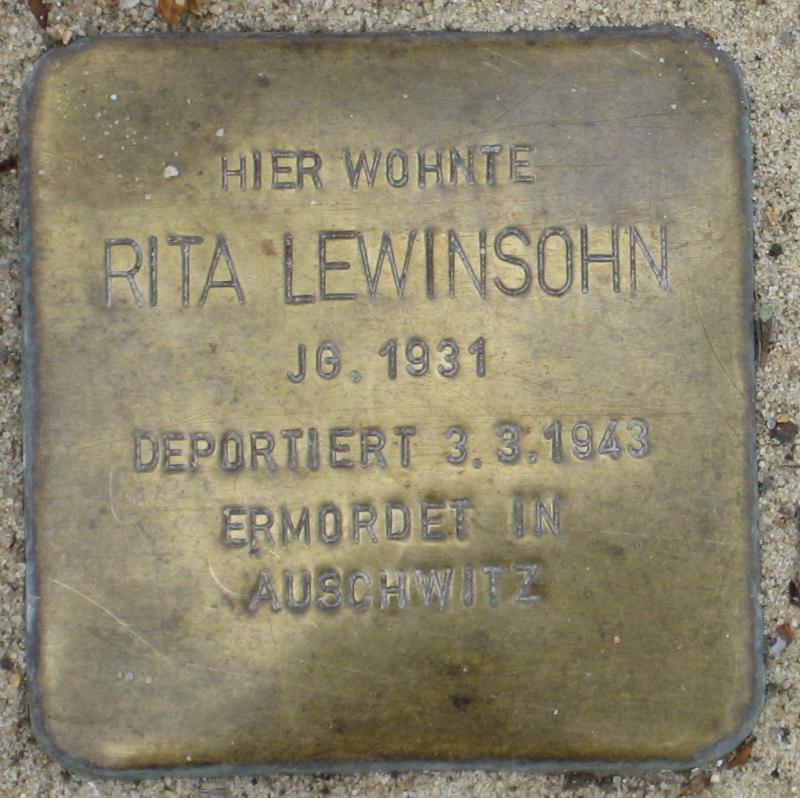 HIER WOHNTE
RITA LEWINSOHN
JG. 1931
DEPORTIERT 3.3.1943
ERMORDET IN
AUSCHWITZ